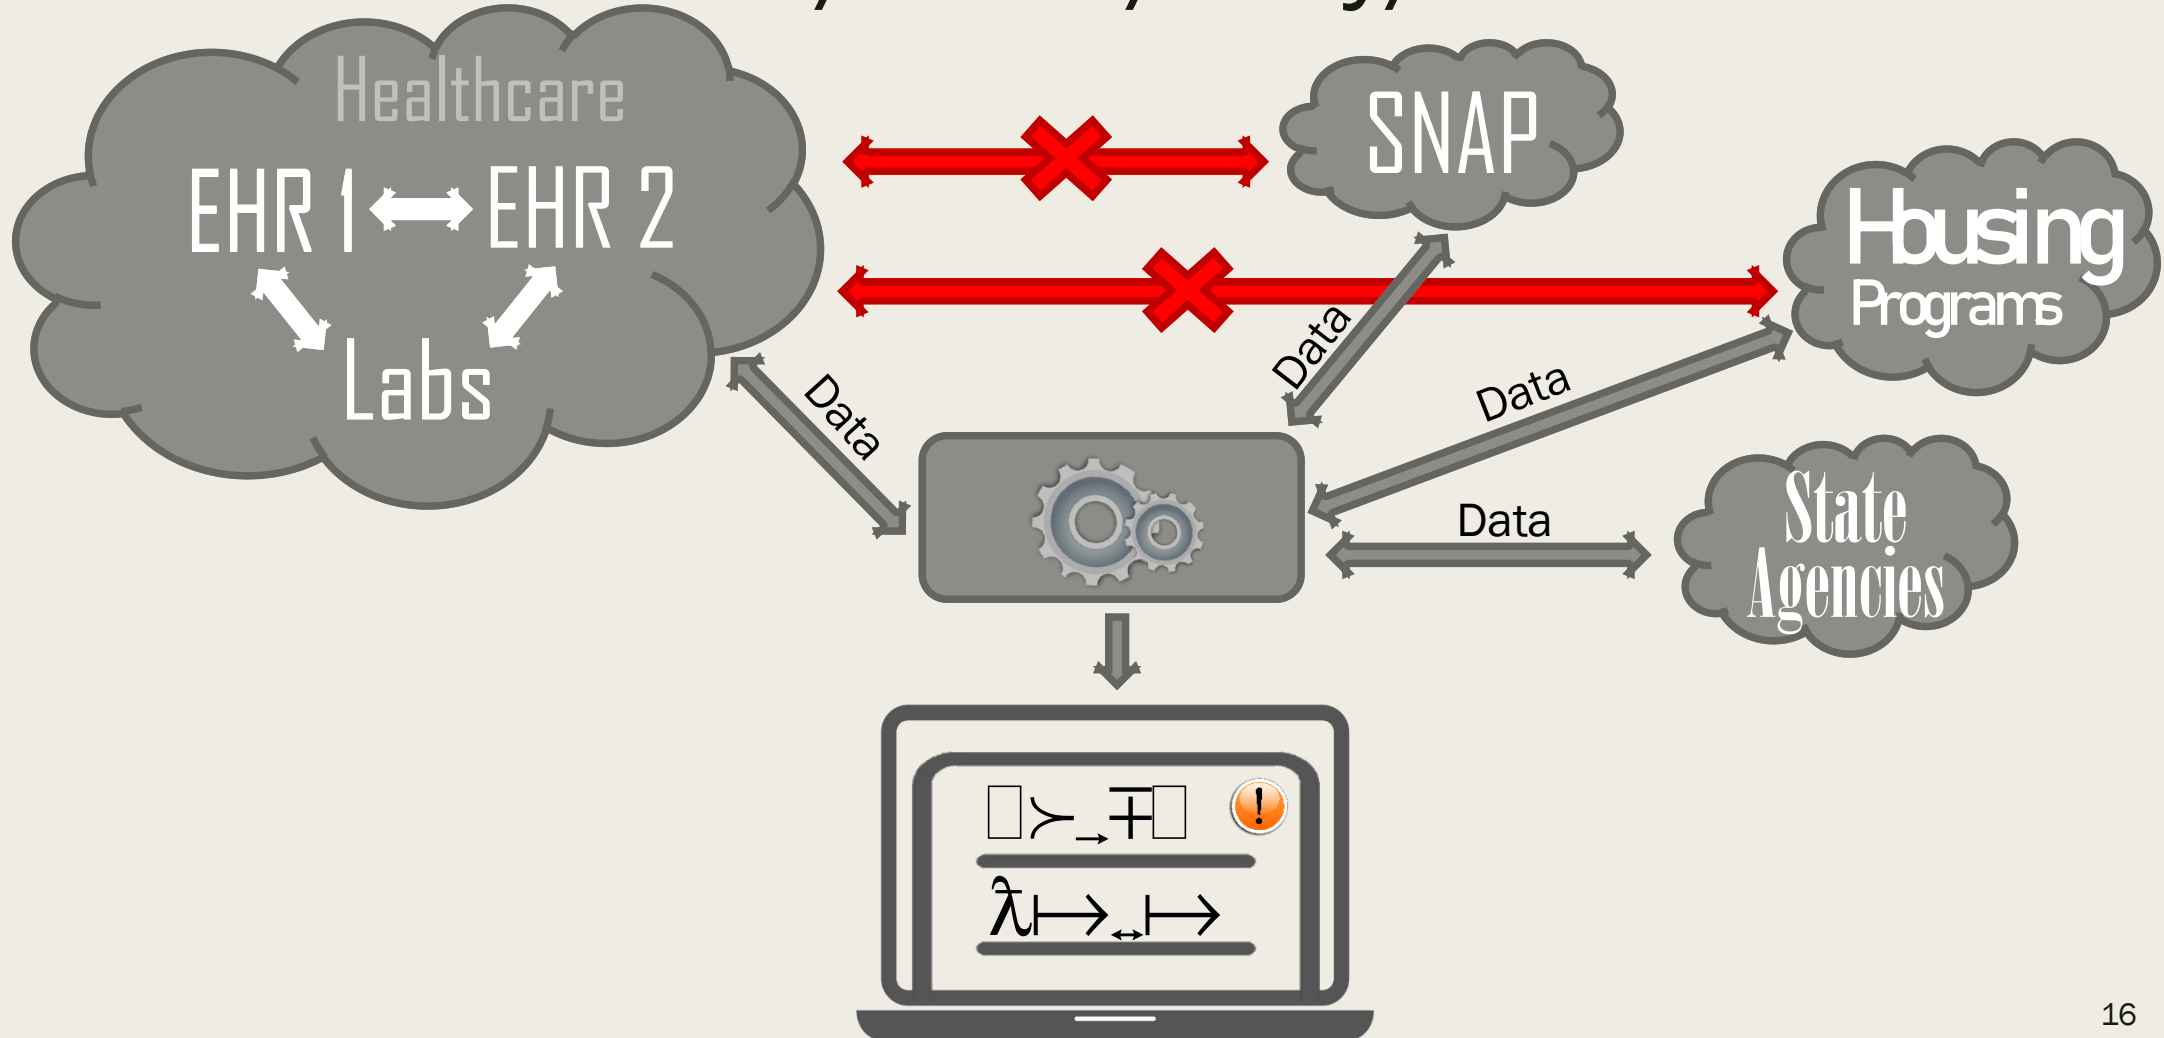 Healthcare
EHR 1
EHR 2
Labs
SNAP
Housing
Programs
Data
Data
Data
Data
State
Agencies
16